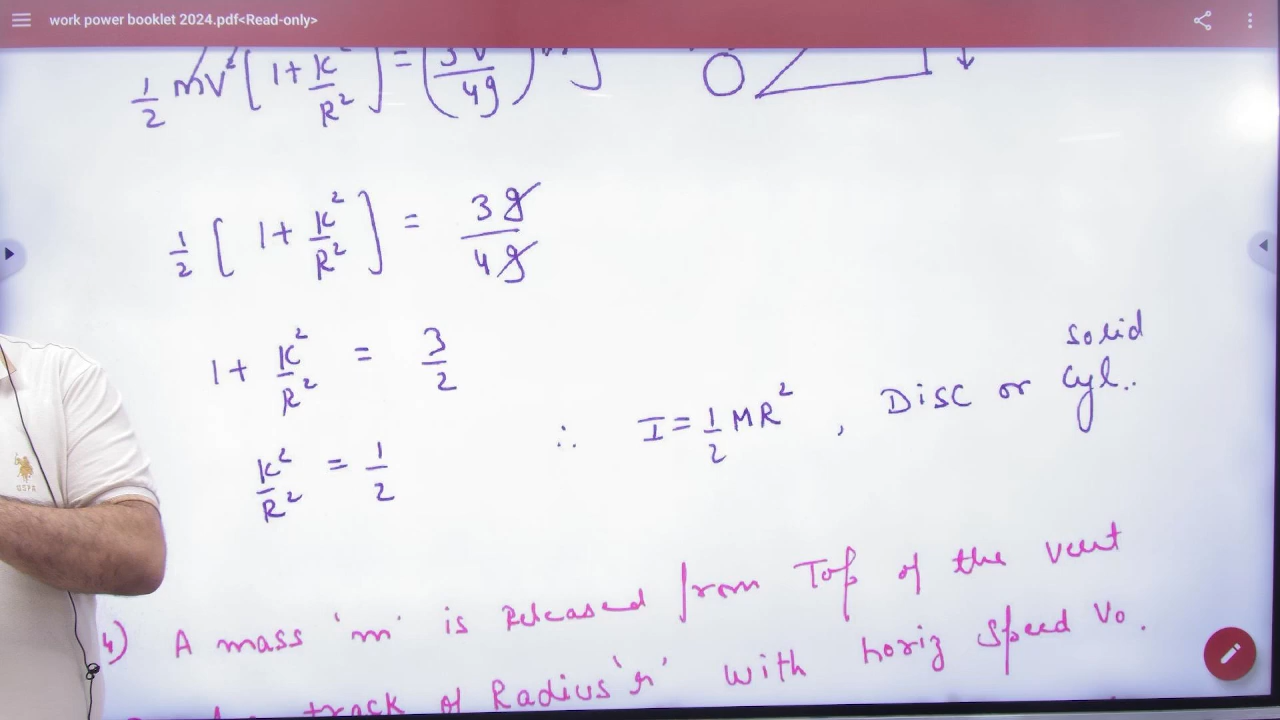 work power booklet 2024.pdf<Read-only>
1/2 mV² [1 + K²/R²] = (3V²/4g)
1/2 [1 + K²/R²] = 3g/4g
1 + K²/R² = 3/2
K²/R² = 1/2
∴ I = 1/2 MR², Disc or solid Cyl..
4) A mass 'm' is Released from Top of the vert
track of Radius 'r' with horiz speed Vo.